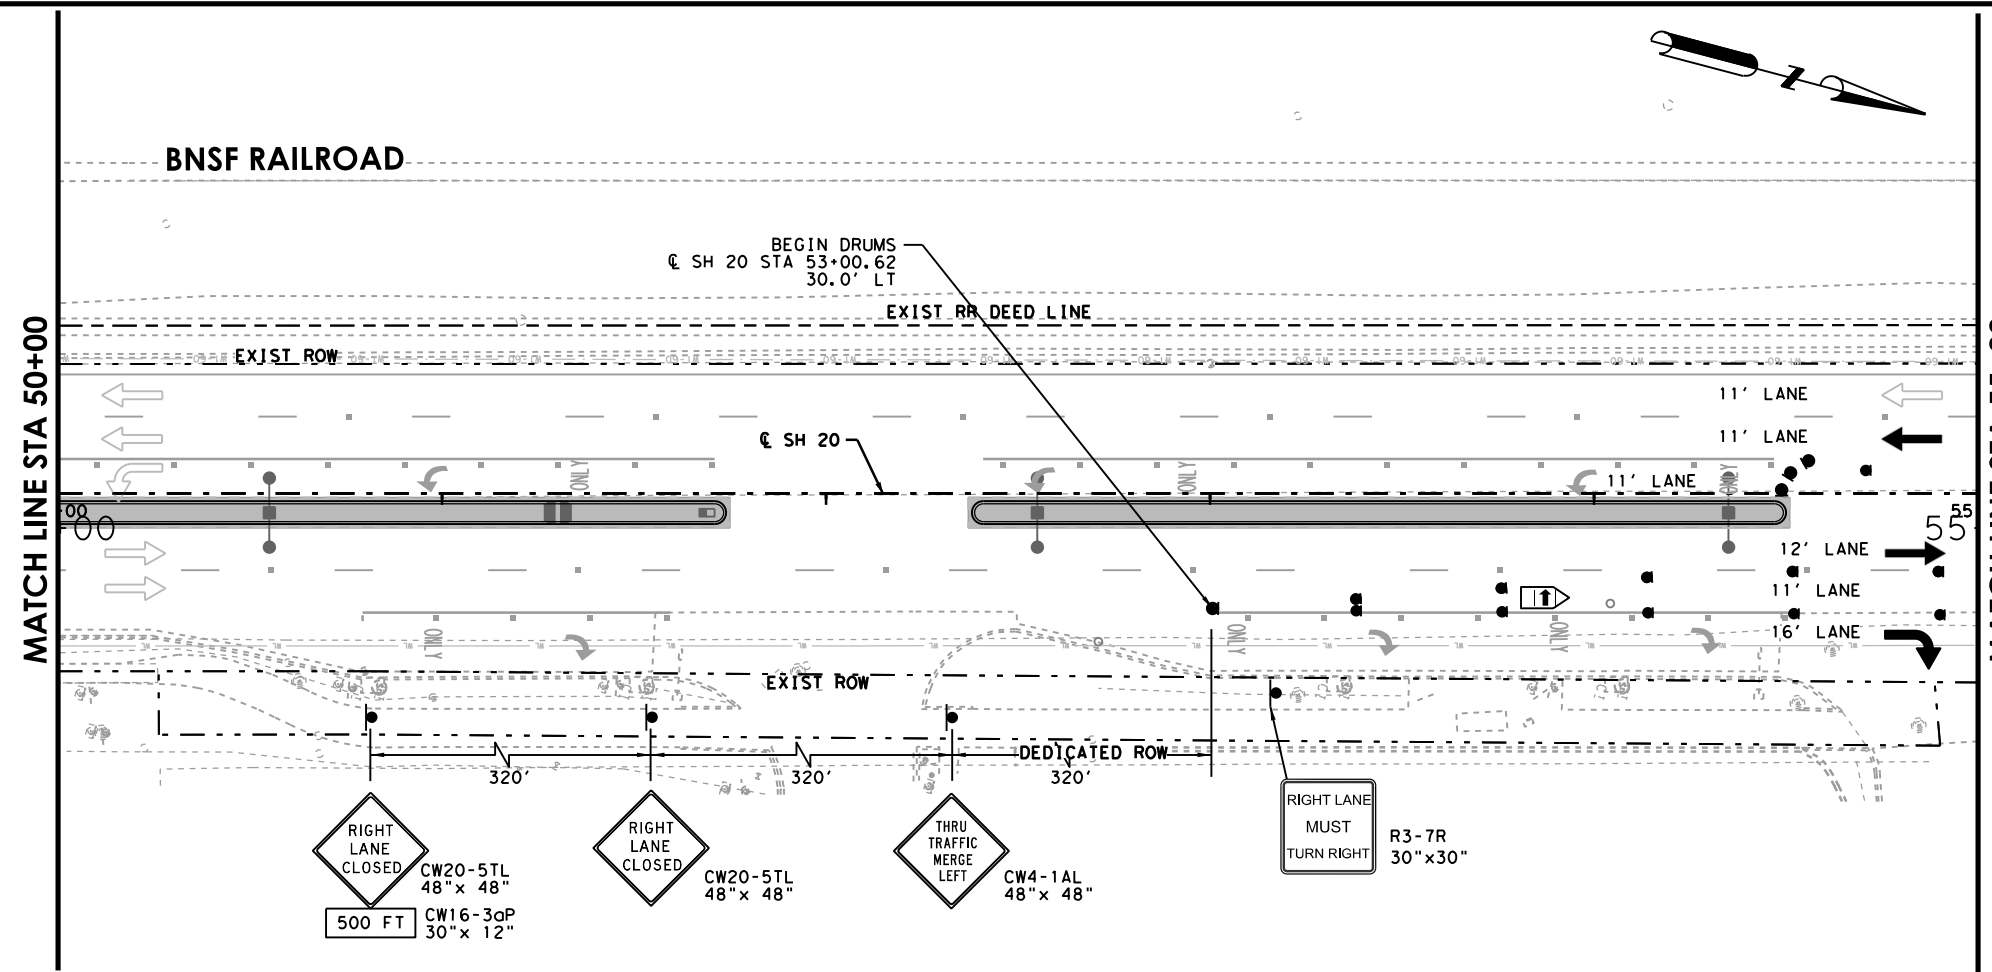 BNSF RAILROAD
BEGIN DRUMS
℄ SH 20 STA 53+00.62
30.0' LT
EXIST RR DEED LINE
EXIST ROW
MATCH LINE STA 50+00
11' LANE
11' LANE
℄ SH 20
ONLY
ONLY
ONLY
11' LANE
00
00
55
55
12' LANE
11' LANE
16' LANE
ONLY
ONLY
ONLY
EXIST ROW
DEDICATED ROW
320'
320'
320'
RIGHT
LANE
CLOSED
CW20-5TL
48"x 48"
500 FT
CW16-3aP
30"x 12"
RIGHT
LANE
CLOSED
CW20-5TL
48"x 48"
THRU
TRAFFIC
MERGE
LEFT
CW4-1AL
48"x 48"
RIGHT LANE
MUST
TURN RIGHT
R3-7R
30"x30"